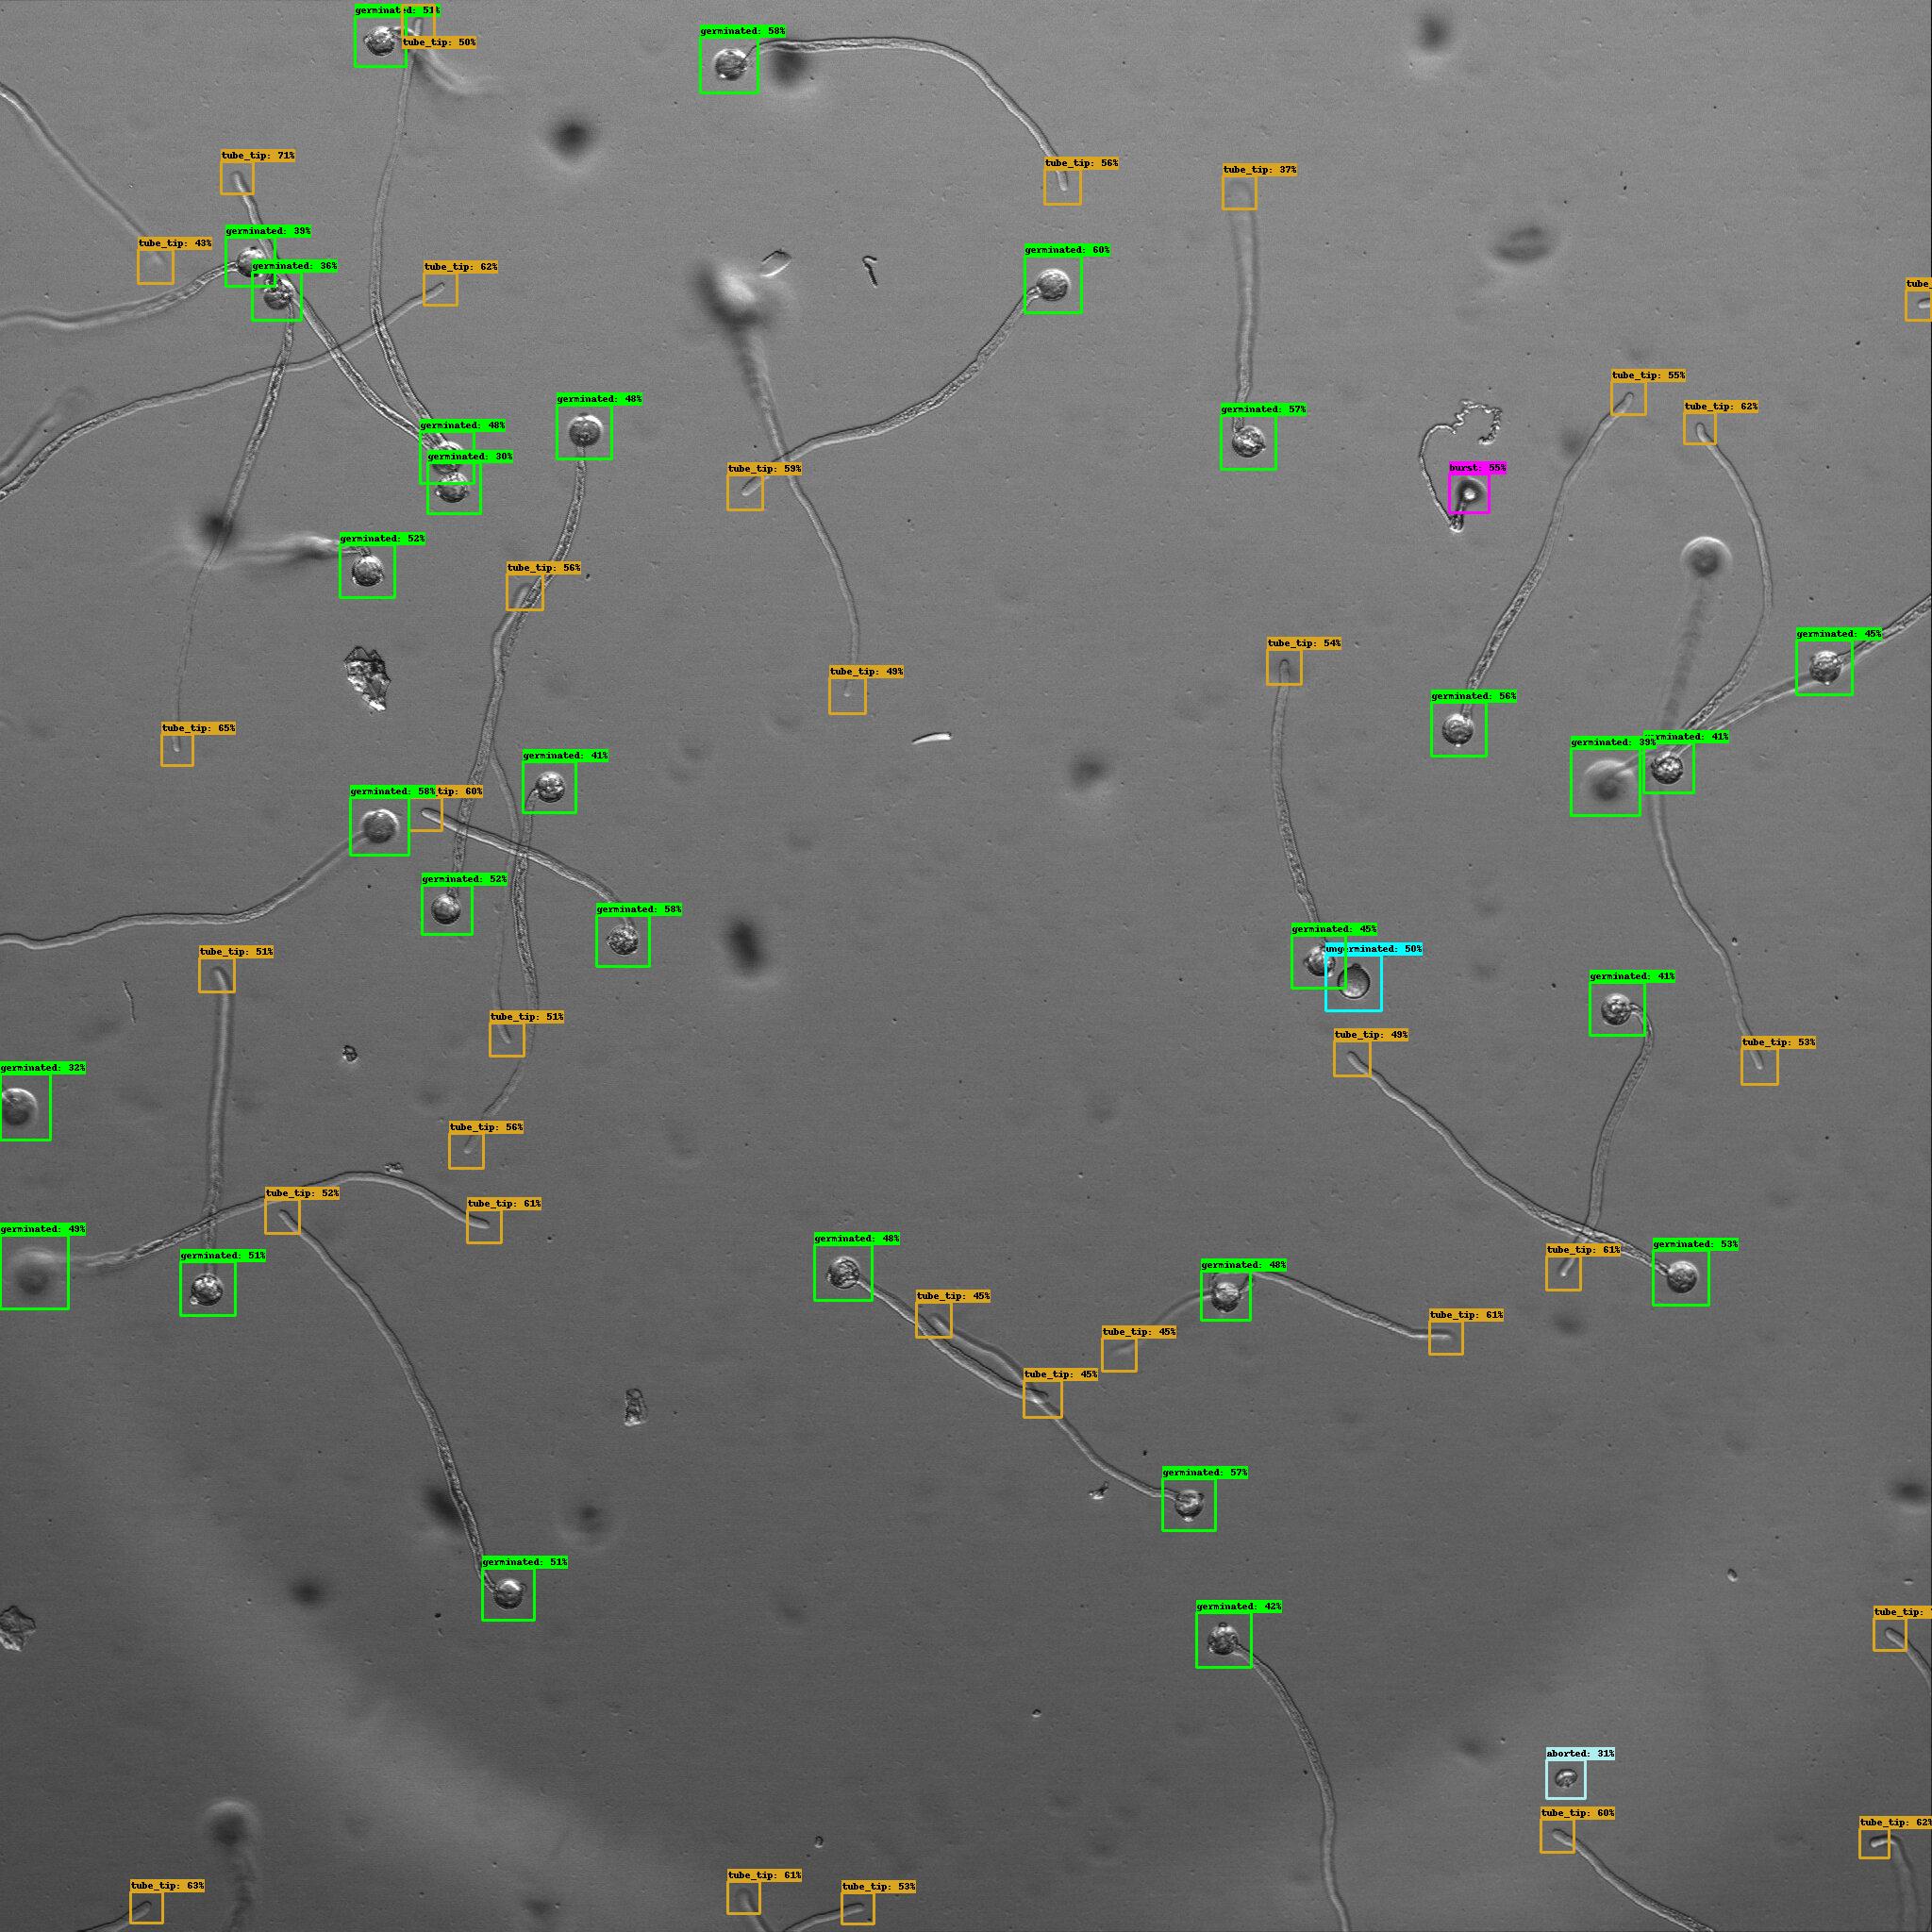 germinated: 51%
tube_tip: 50%
germinated: 58%
tube_tip: 71%
tube_tip: 56%
tube_tip: 37%
germinated: 39%
tube_tip: 43%
germinated: 36%
tube_tip: 62%
germinated: 60%
tube_
tube_tip: 55%
germinated: 48%
tube_tip: 62%
germinated: 57%
germinated: 48%
germinated: 30%
tube_tip: 59%
burst: 55%
germinated: 52%
tube_tip: 56%
germinated: 45%
tube_tip: 54%
tube_tip: 49%
germinated: 56%
tube_tip: 65%
germinated: 39%
rminated: 41%
germinated: 41%
germinated: 58%
tip: 60%
germinated: 52%
germinated: 58%
germinated: 45%
ungerminated: 50%
tube_tip: 51%
germinated: 41%
tube_tip: 51%
tube_tip: 49%
tube_tip: 53%
germinated: 32%
tube_tip: 56%
tube_tip: 52%
tube_tip: 61%
germinated: 49%
germinated: 51%
germinated: 48%
germinated: 48%
tube_tip: 61%
germinated: 53%
tube_tip: 45%
tube_tip: 45%
tube_tip: 61%
tube_tip: 45%
germinated: 57%
germinated: 51%
germinated: 42%
tube_tip:
aborted: 31%
tube_tip: 60%
tube_tip: 62%
tube_tip: 63%
tube_tip: 61%
tube_tip: 53%